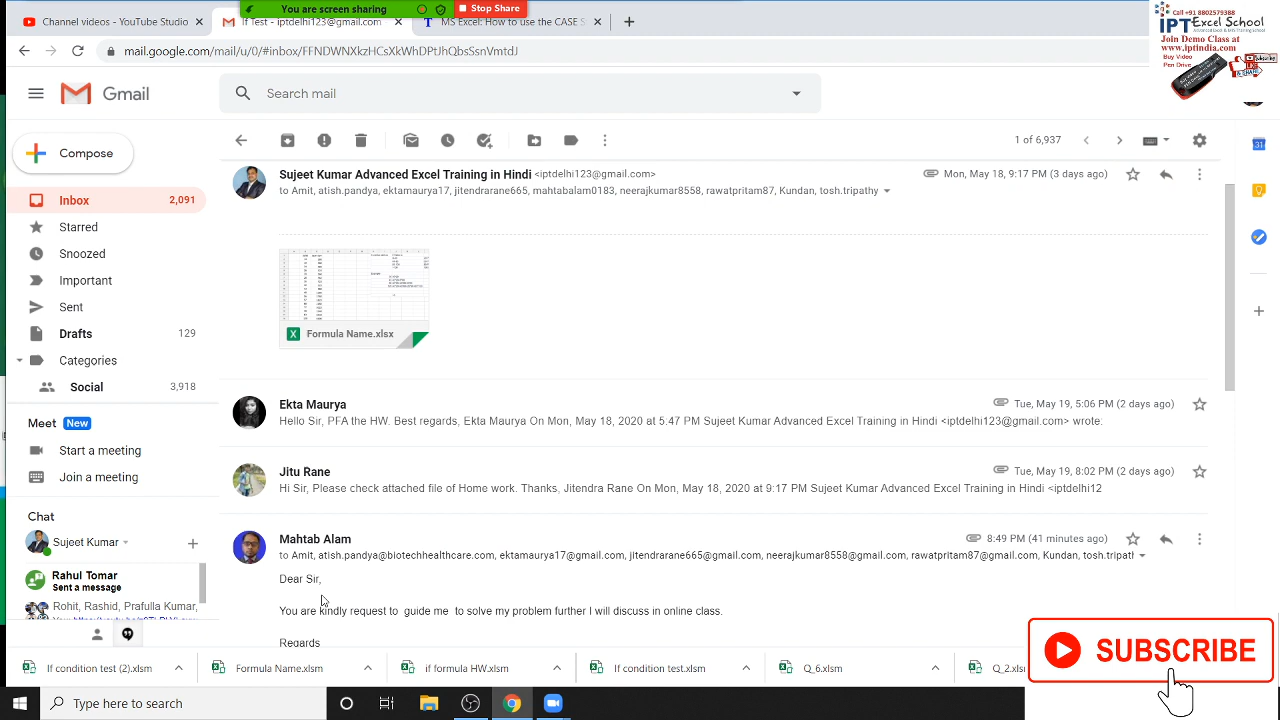 Channel videos - YouTube Studio
If Test - iptdelhi123@gmail.com
MS Excel: How to Use the CASE S
You are screen sharing
Stop Share
mail.google.com/mail/u/0/#inbox/FFNDWNXkzHCsXkWhDPtJhQbxsxVmtdJ
Call +91 8802579388
IPT Excel School
Advanced Excel & MIS Training School
Join Demo Class at
www.iptindia.com
Buy Video
Pen Drive
Gmail
Search mail
Compose
1 of 6,937
Inbox 2,091
Starred
Snoozed
Important
Sent
Drafts 129
Categories
Social 3,918
Meet New
Start a meeting
Join a meeting
Chat
Sujeet Kumar
Rahul Tomar
Sent a message
Rohit, Rashid, Prafulla Kumar,
Sujeet Kumar Advanced Excel Training in Hindi <iptdelhi123@gmail.com>
Mon, May 18, 9:17 PM (3 days ago)
to Amit, atish.pandya, ektamaurya17, jitendrarane665, mahtabalam0183, neerajkumar8558, rawatpritam87, Kundan, tosh.tripathy
Formula Name.xlsx
Ekta Maurya
Tue, May 19, 5:06 PM (2 days ago)
Hello Sir, PFA the HW. Best regards, Ekta Maurya On Mon, May 18, 2020 at 5:47 PM Sujeet Kumar Advanced Excel Training in Hindi <iptdelhi123@gmail.com> wrote:
Jitu Rane
Tue, May 19, 8:02 PM (2 days ago)
Hi Sir, Please check attached file of Home work. Thanks, Jitendra Rane On Mon, May 18, 2020 at 9:17 PM Sujeet Kumar Advanced Excel Training in Hindi <iptdelhi12
Mahtab Alam
8:49 PM (41 minutes ago)
to Amit, atish.pandya@biotechhealthcare.com, ektamaurya17@gmail.com, jitendrarane665@gmail.com, neerajkumar8558@gmail.com, rawatpritam87@gmail.com, Kundan, tosh.tripath
Dear Sir,
You are kindly request to guide me to solve my problem further I will discuss in online class.
Regards
SUBSCRIBE
If condition test (2).xlsm
Formula Name.xlsm
if formula HW.xlsm
If condition test.xlsm
Q_6.xlsm
Q_2.xlsm
Type here to search